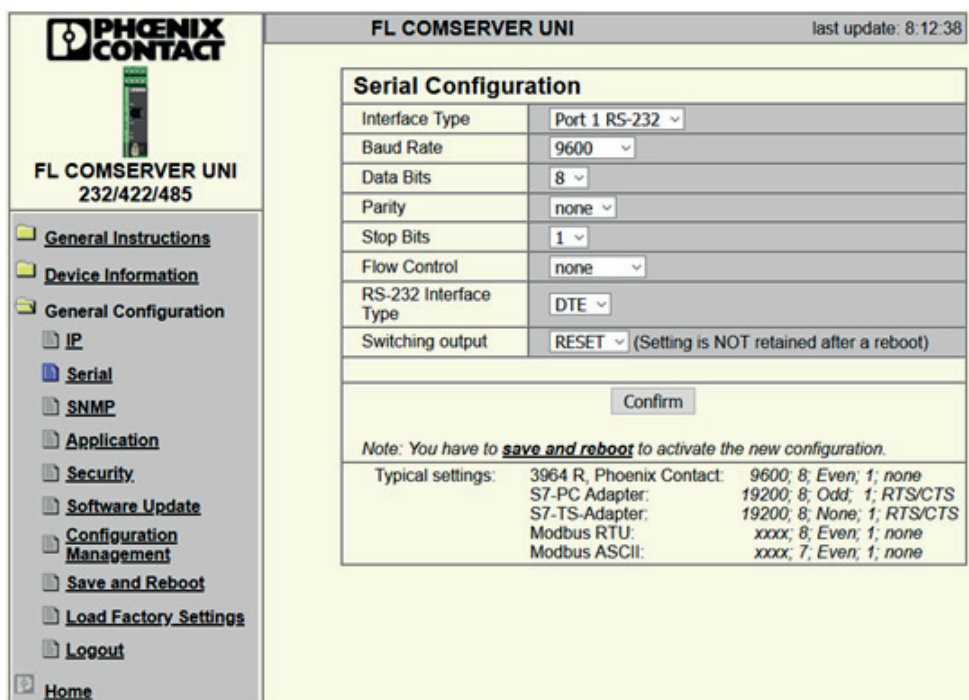 PHŒNIX
CONTACT
FL COMSERVER UNI
232/422/485
General Instructions
Device Information
General Configuration
IP
Serial
SNMP
Application
Security
Software Update
Configuration
Management
Save and Reboot
Load Factory Settings
Logout
Home
FL COMSERVER UNI last update: 8:12:38
Serial Configuration
Interface Type Port 1 RS-232
Baud Rate 9600
Data Bits 8
Parity none
Stop Bits 1
Flow Control none
RS-232 Interface
Type DTE
Switching output RESET (Setting is NOT retained after a reboot)
Confirm
Note: You have to save and reboot to activate the new configuration.
Typical settings: 3964 R, Phoenix Contact: 9600; 8; Even; 1; none
S7-PC Adapter: 19200; 8; Odd; 1; RTS/CTS
S7-TS-Adapter: 19200; 8; None; 1; RTS/CTS
Modbus RTU: xxxx; 8; Even; 1; none
Modbus ASCII: xxxx; 7; Even; 1; none